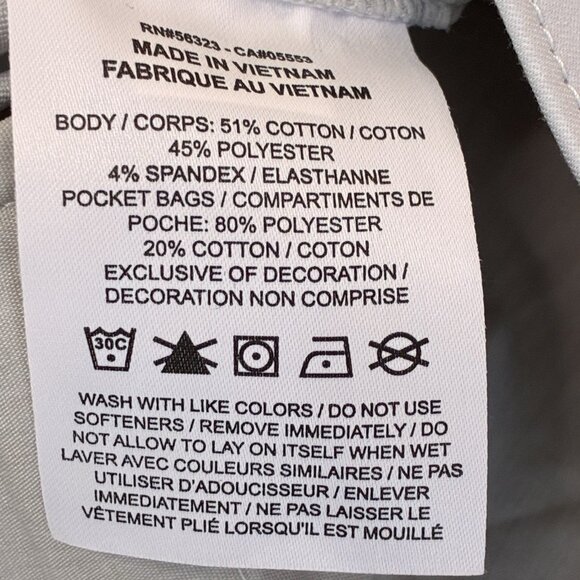 RN#56323 - CA#05553
MADE IN VIETNAM
FABRIQUE AU VIETNAM
BODY / CORPS: 51% COTTON / COTON
45% POLYESTER
4% SPANDEX / ELASTHANNE
POCKET BAGS / COMPARTIMENTS DE
POCHE: 80% POLYESTER
20% COTTON / COTON
EXCLUSIVE OF DECORATION /
DECORATION NON COMPRISE
30C
WASH WITH LIKE COLORS / DO NOT USE
SOFTENERS / REMOVE IMMEDIATELY / DO
NOT ALLOW TO LAY ON ITSELF WHEN WET
LAVER AVEC COULEURS SIMILAIRES / NE PAS
UTILISER D'ADOUCISSEUR / ENLEVER
IMMEDIATEMENT / NE PAS LAISSER LE
VÊTEMENT PLIÉ LORSQU'IL EST MOUILLÉ